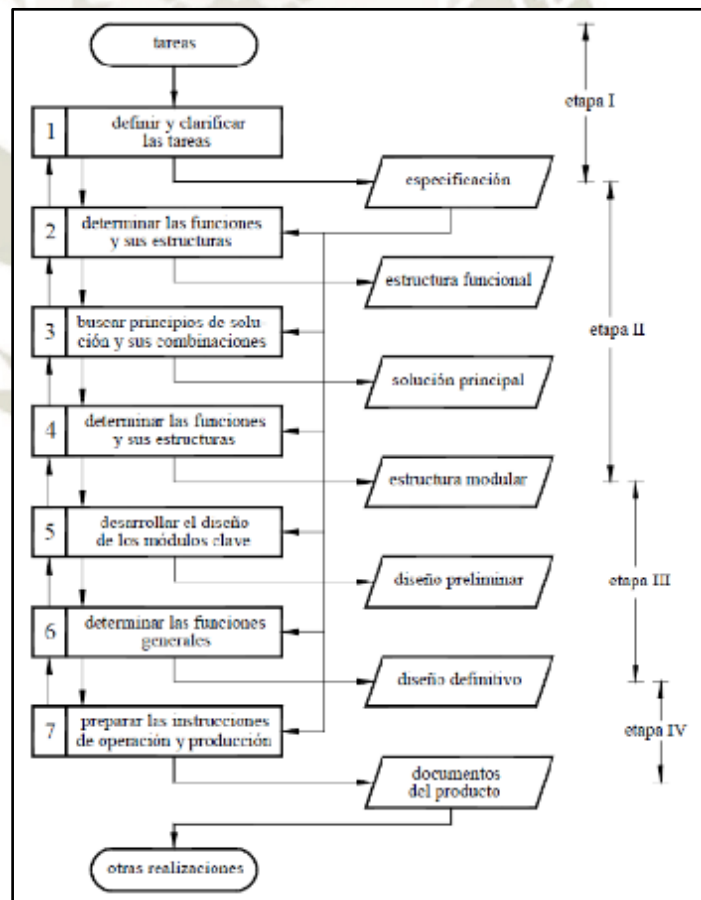 tareas
etapa I
1
definir y clarificar
las tareas
especificación
2
determinar las funciones
y sus estructuras
estructura funcional
etapa II
3
buscar principios de solu-
ción y sus combinaciones
solución principal
4
determinar las funciones
y sus estructuras
estructura modular
5
desarrollar el diseño
de los módulos clave
diseño preliminar
etapa III
6
determinar las funciones
generales
diseño definitivo
7
preparar las instrucciones
de operación y producción
etapa IV
documentos
del producto
otras realizaciones